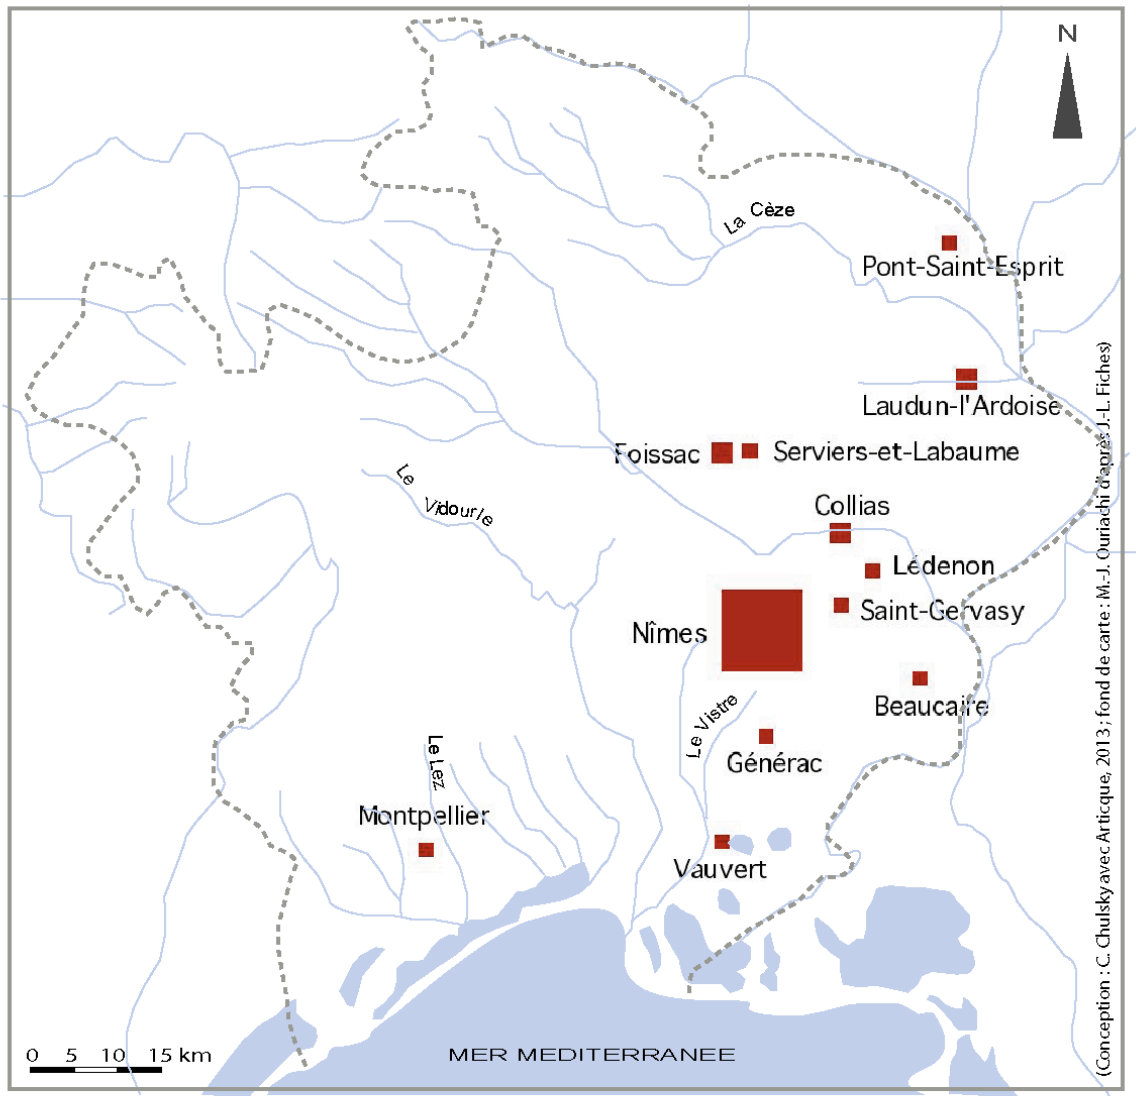 N
La Cèze
Pont-Saint-Esprit
Laudun-l'Ardoise
Foissac
Serviers-et-Labaume
Le Vidourle
Collias
Lédenon
Saint-Gervasy
Nîmes
Beaucaire
Le Vistre
Générac
Le Lez
Montpellier
Vauvert
0 5 10 15 km
MER MEDITERRANEE
(Conception : C. Chulsky avec Articque, 2013 ; fond de carte : M.-J. Ouriachi d'après J.-L. Fiches)